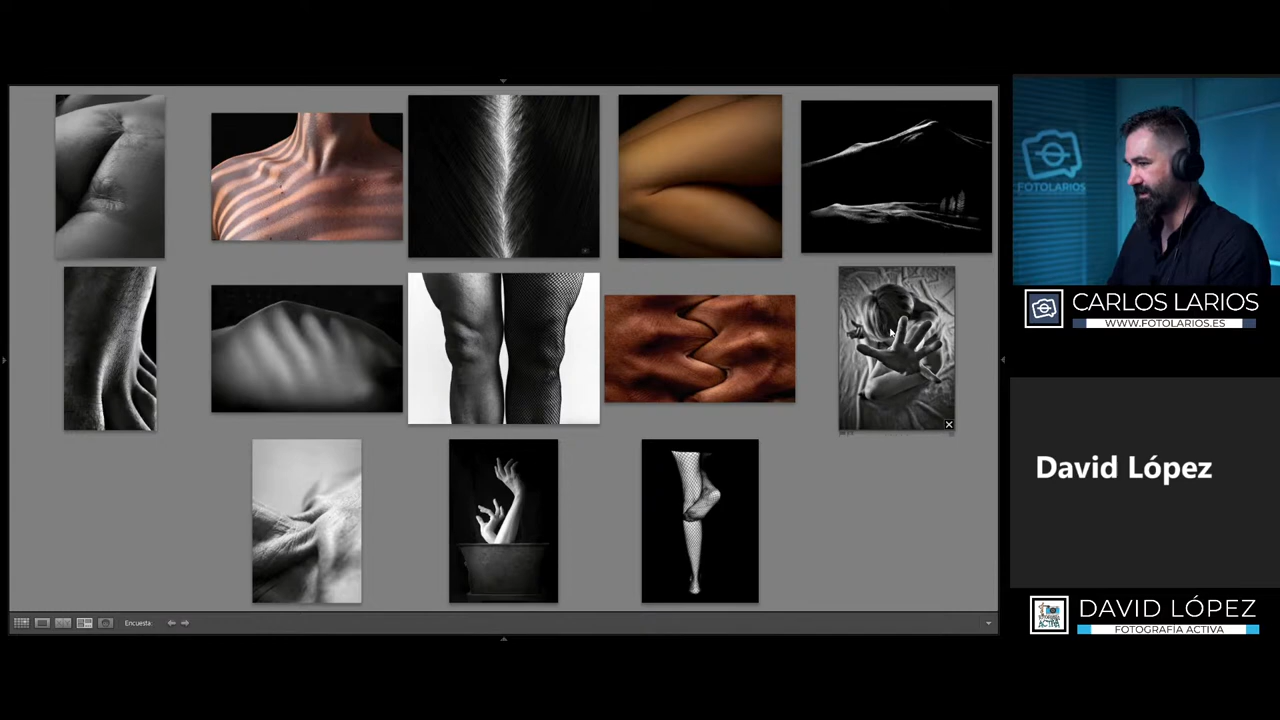 FOTOLARIOS
CARLOS LARIOS
WWW.FOTOLARIOS.ES
David López
DAVID LÓPEZ
FOTOGRAFÍA ACTIVA
Encuesta: